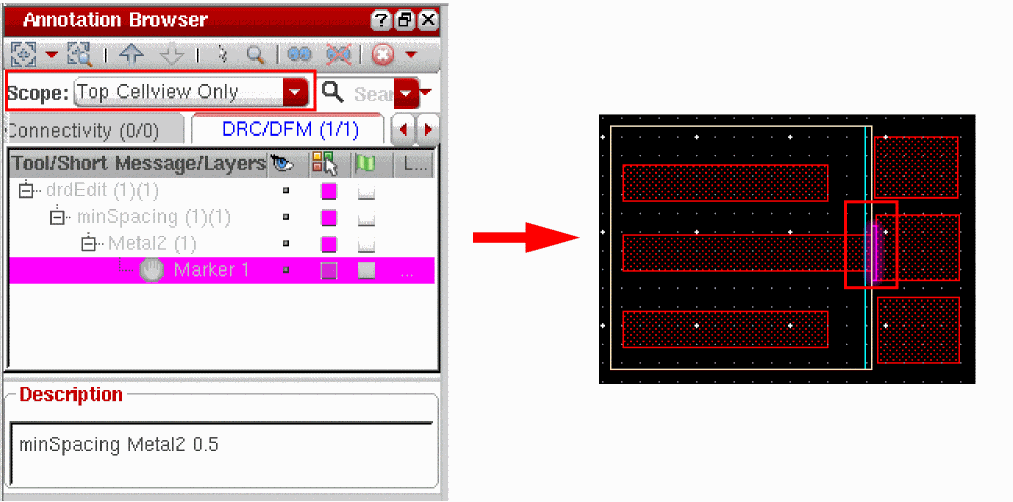 Annotation Browser
Scope: Top Cellview Only Sear
Connectivity (0/0) DRC/DFM (1/1)
Tool/Short Message/Layers L...
drdEdit (1)(1)
minSpacing (1)(1)
Metal2 (1)
Marker 1 ...
Description
minSpacing Metal2 0.5